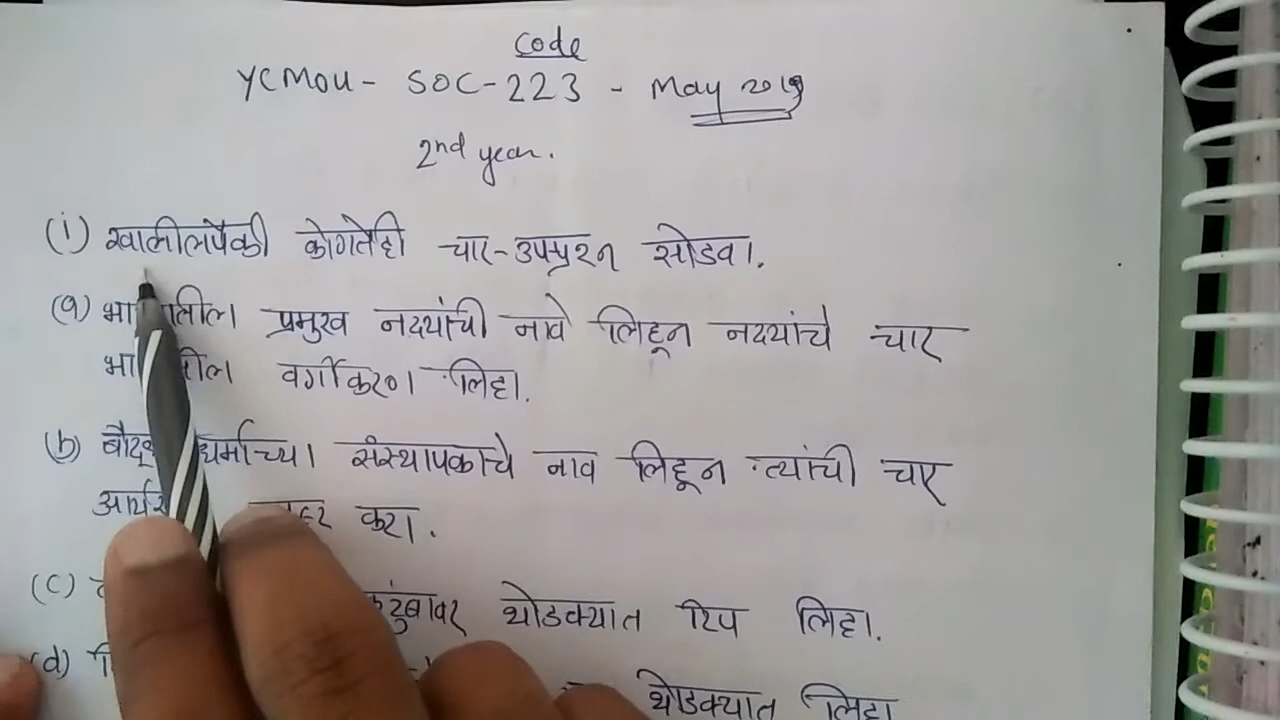 Code
YCMOU - SOC-223 - May 2019
2nd year.
(i) खालीलपैकी कोणतेही चार-उपप्रश्न सोडवा.
(a) प्रमुख नद्यांची नावे लिहून नद्यांचे चार
वर्गीकरण लिहा.
(b) बौद्ध धर्माच्या संस्थापकाचे नाव लिहून त्यांची चार
करा.
(c) थोडक्यात टिप लिहा.
(d) थोडक्यात लिहा